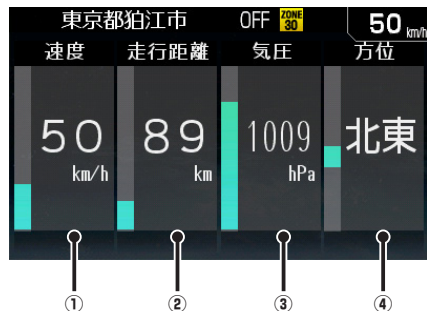 東京都狛江市 OFF ZONE 30 50 km/h
速度 走行距離 気圧 方位
50 89 1009 北東
km/h km hPa
① ② ③ ④